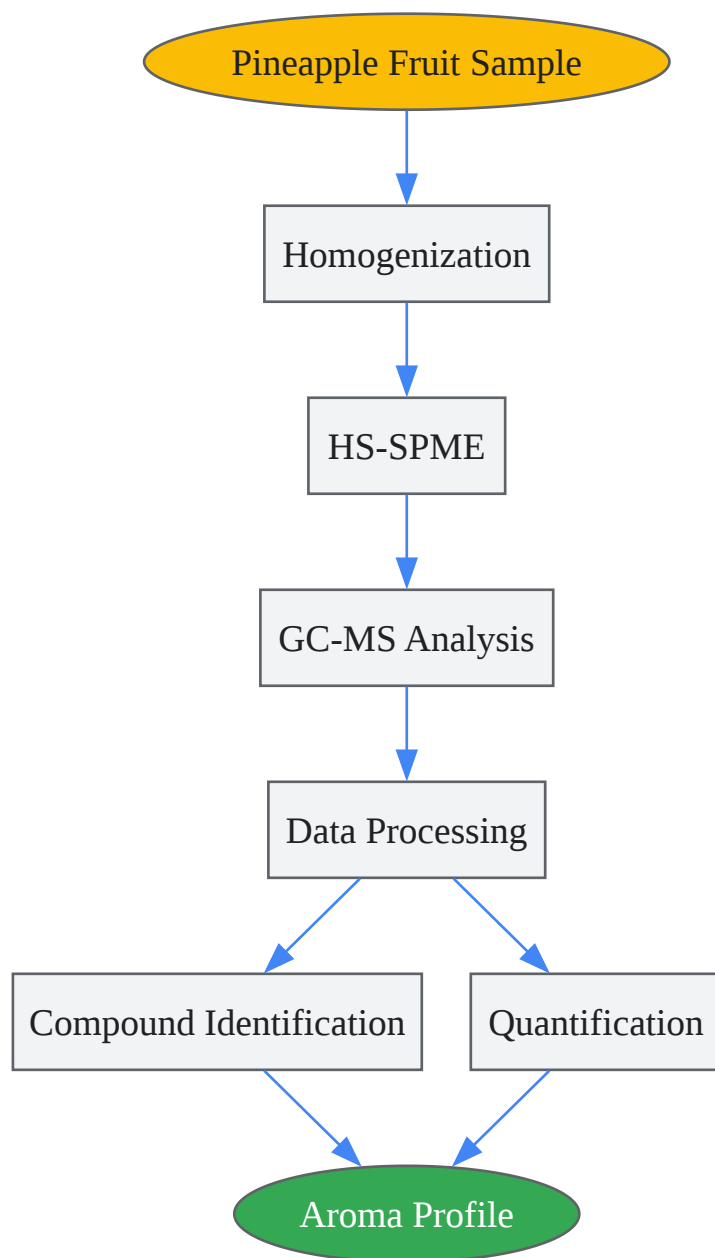 Pineapple Fruit Sample
Homogenization
HS-SPME
GC-MS Analysis
Data Processing
Compound Identification
Quantification
Aroma Profile